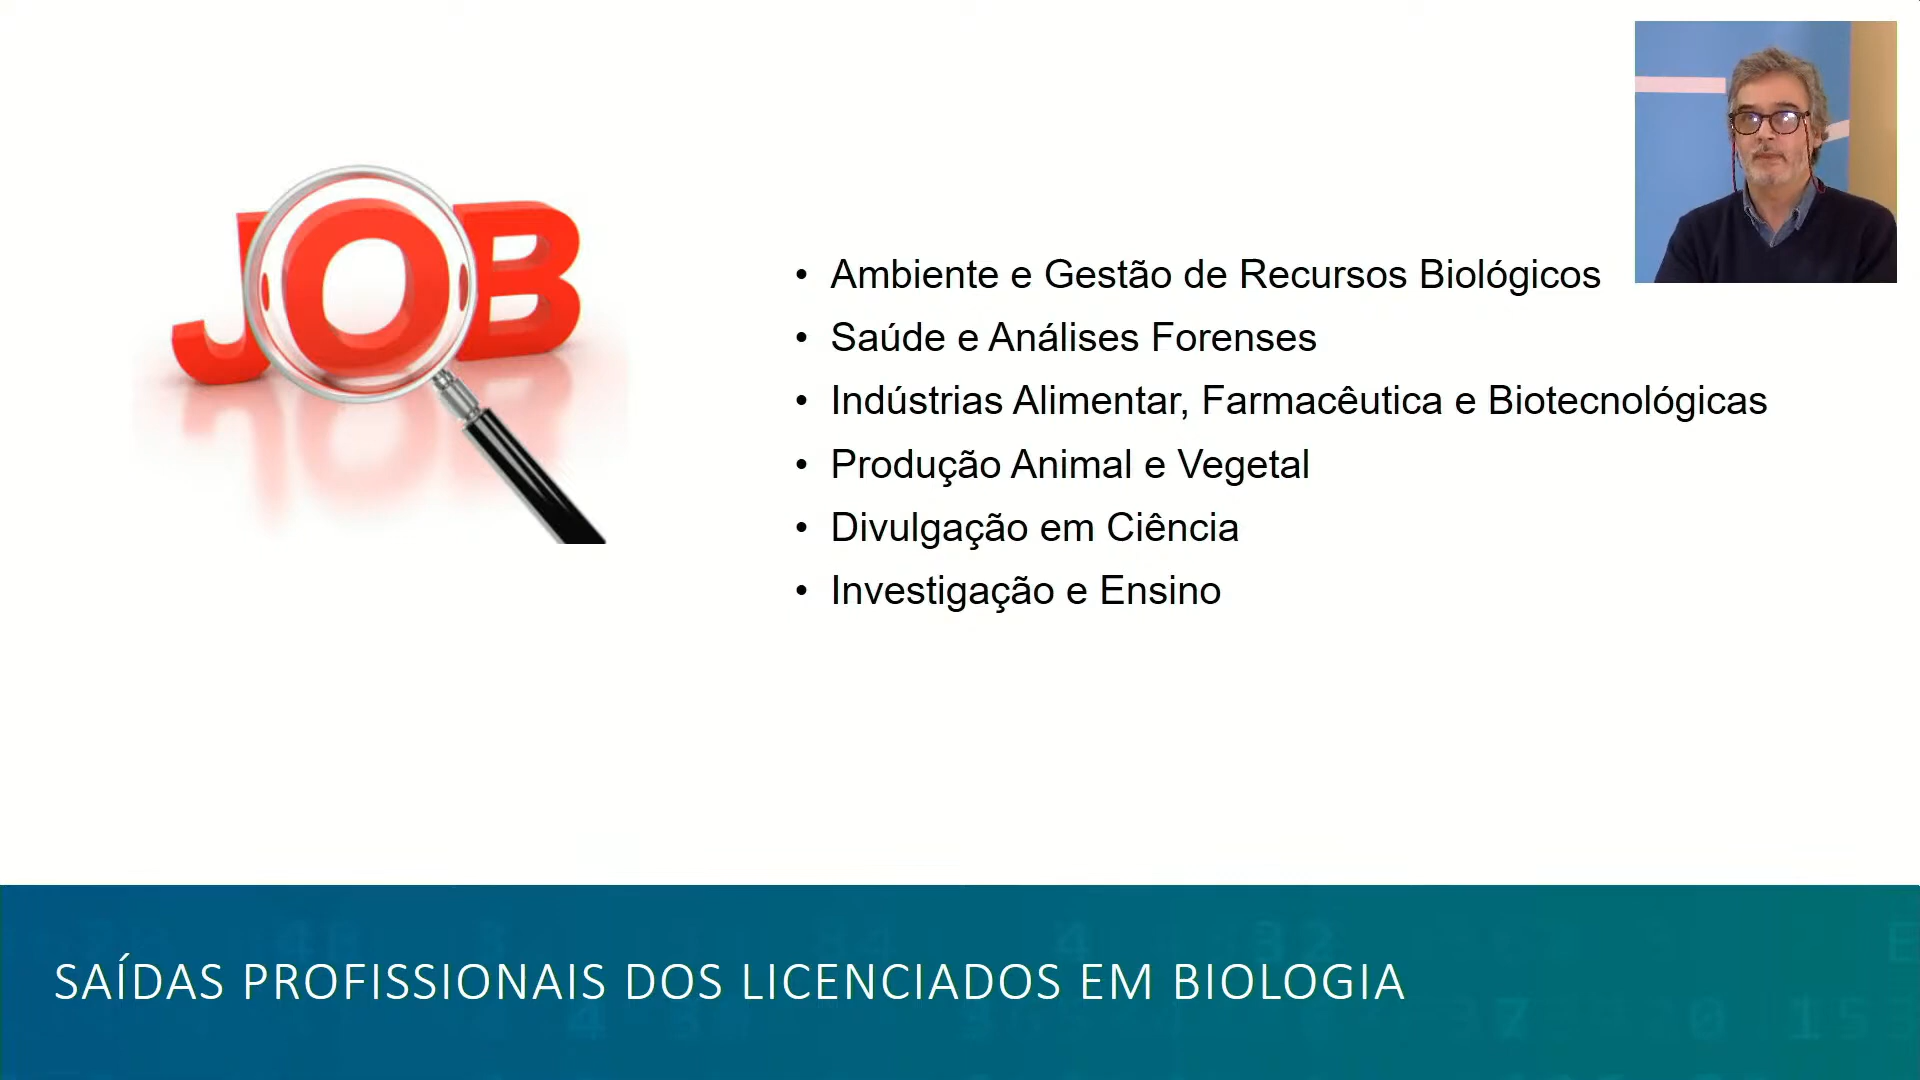 JOB
• Ambiente e Gestão de Recursos Biológicos
• Saúde e Análises Forenses
• Indústrias Alimentar, Farmacêutica e Biotecnológicas
• Produção Animal e Vegetal
• Divulgação em Ciência
• Investigação e Ensino
SAÍDAS PROFISSIONAIS DOS LICENCIADOS EM BIOLOGIA